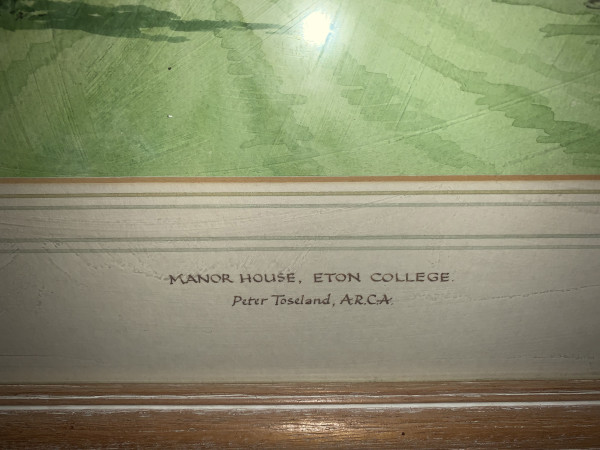 MANOR HOUSE, ETON COLLEGE.
Peter Toseland, A.R.C.A.